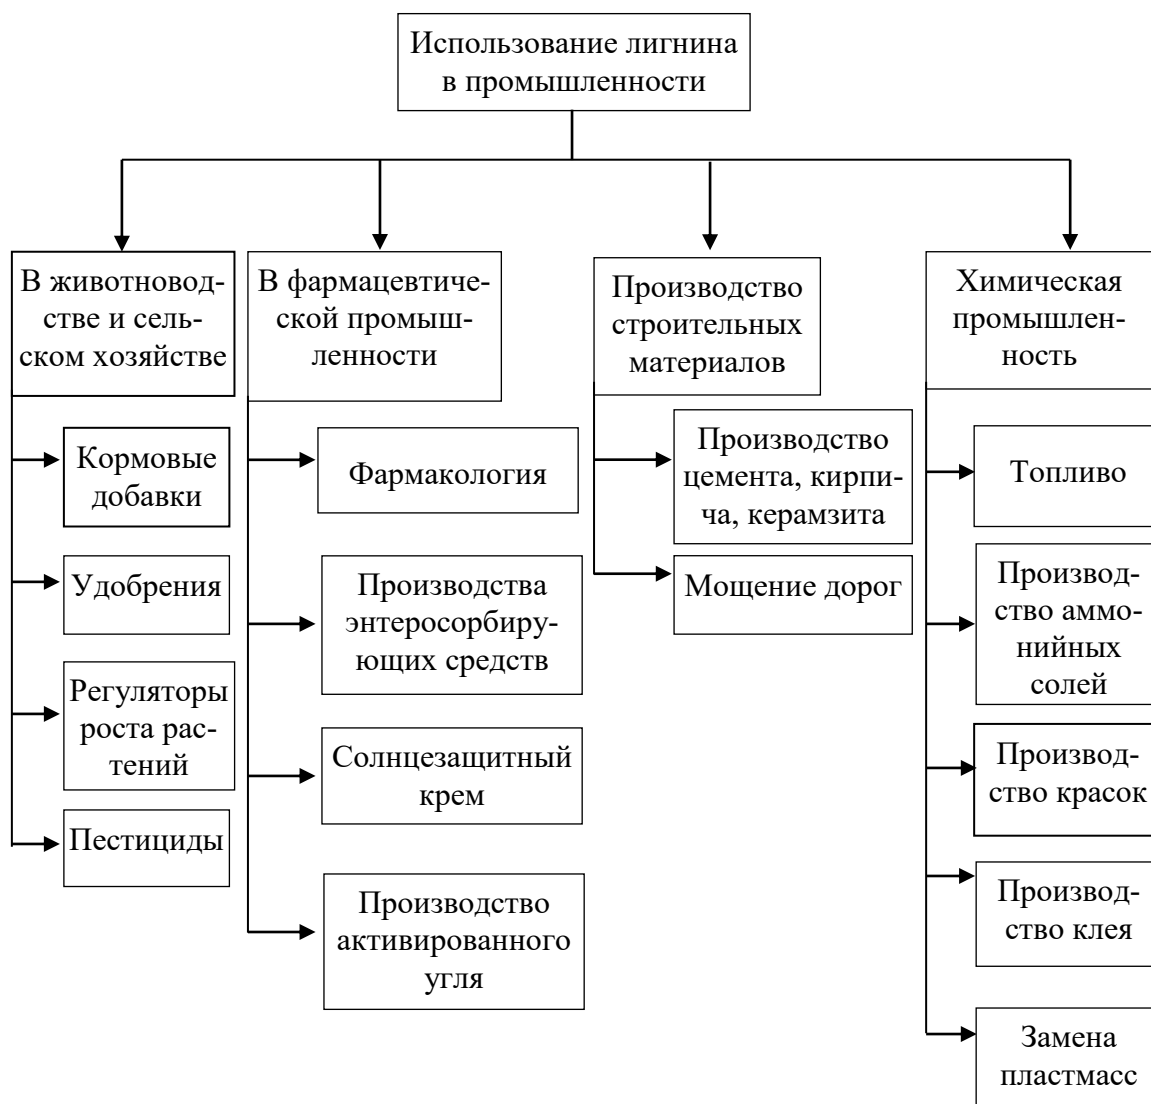 Использование лигнина
в промышленности
В животновод-
стве и сель-
ском хозяйстве
В фармацевтиче-
ской промыш-
ленности
Производство
строительных
материалов
Химическая
промышлен-
ность
Кормовые
добавки
Удобрения
Регуляторы
роста рас-
тений
Пестициды
Фармакология
Производства
энтеросорбиру-
ющих средств
Солнцезащитный
крем
Производство
активированного
угля
Производство
цемента, кирпи-
ча, керамзита
Мощение дорог
Топливо
Производ-
ство аммо-
нийных
солей
Производ-
ство красок
Производ-
ство клея
Замена
пластмасс